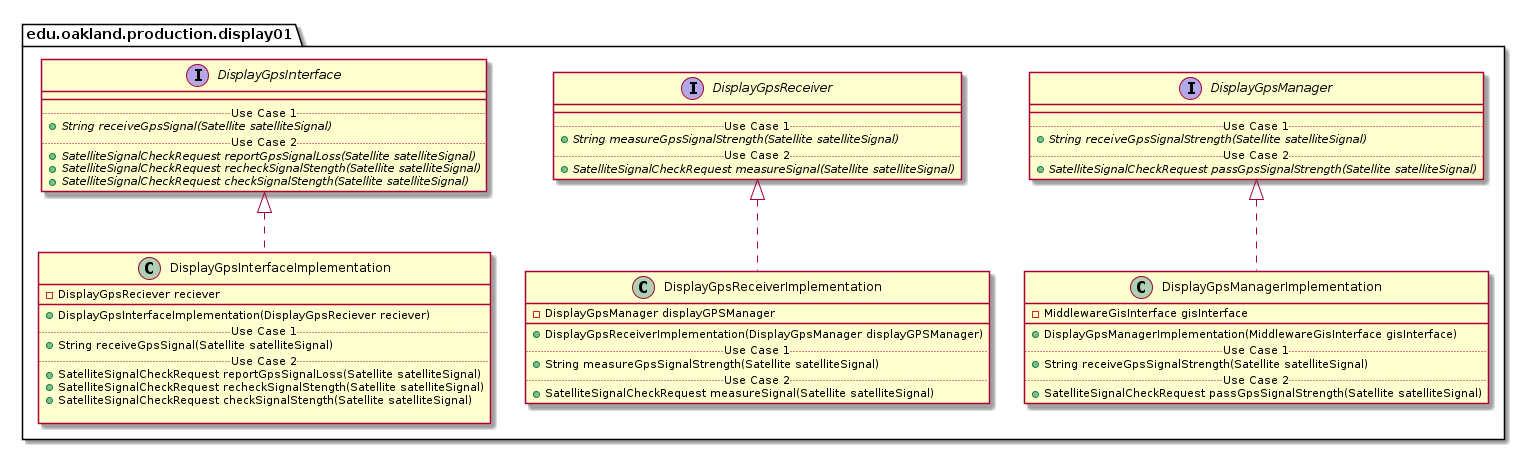 edu.oakland.production.display01
I DisplayGpsInterface
Use Case 1
String receiveGpsSignal(Satellite satelliteSignal)
Use Case 2
SatelliteSignalCheckRequest reportGpsSignalLoss(Satellite satelliteSignal)
SatelliteSignalCheckRequest recheckSignalStength(Satellite satelliteSignal)
SatelliteSignalCheckRequest checkSignalStength(Satellite satelliteSignal)
I DisplayGpsReceiver
Use Case 1
String measureGpsSignalStrength(Satellite satelliteSignal)
Use Case 2
SatelliteSignalCheckRequest measureSignal(Satellite satelliteSignal)
I DisplayGpsManager
Use Case 1
String receiveGpsSignalStrength(Satellite satelliteSignal)
Use Case 2
SatelliteSignalCheckRequest passGpsSignalStrength(Satellite satelliteSignal)
C DisplayGpsInterfaceImplementation
DisplayGpsReciever reciever
DisplayGpsInterfaceImplementation(DisplayGpsReciever reciever)
Use Case 1
String receiveGpsSignal(Satellite satelliteSignal)
Use Case 2
SatelliteSignalCheckRequest reportGpsSignalLoss(Satellite satelliteSignal)
SatelliteSignalCheckRequest recheckSignalStength(Satellite satelliteSignal)
SatelliteSignalCheckRequest checkSignalStength(Satellite satelliteSignal)
C DisplayGpsReceiverImplementation
DisplayGpsManager displayGPSManager
DisplayGpsReceiverImplementation(DisplayGpsManager displayGPSManager)
Use Case 1
String measureGpsSignalStrength(Satellite satelliteSignal)
Use Case 2
SatelliteSignalCheckRequest measureSignal(Satellite satelliteSignal)
C DisplayGpsManagerImplementation
MiddlewareGisInterface gisInterface
DisplayGpsManagerImplementation(MiddlewareGisInterface gisInterface)
Use Case 1
String receiveGpsSignalStrength(Satellite satelliteSignal)
Use Case 2
SatelliteSignalCheckRequest passGpsSignalStrength(Satellite satelliteSignal)